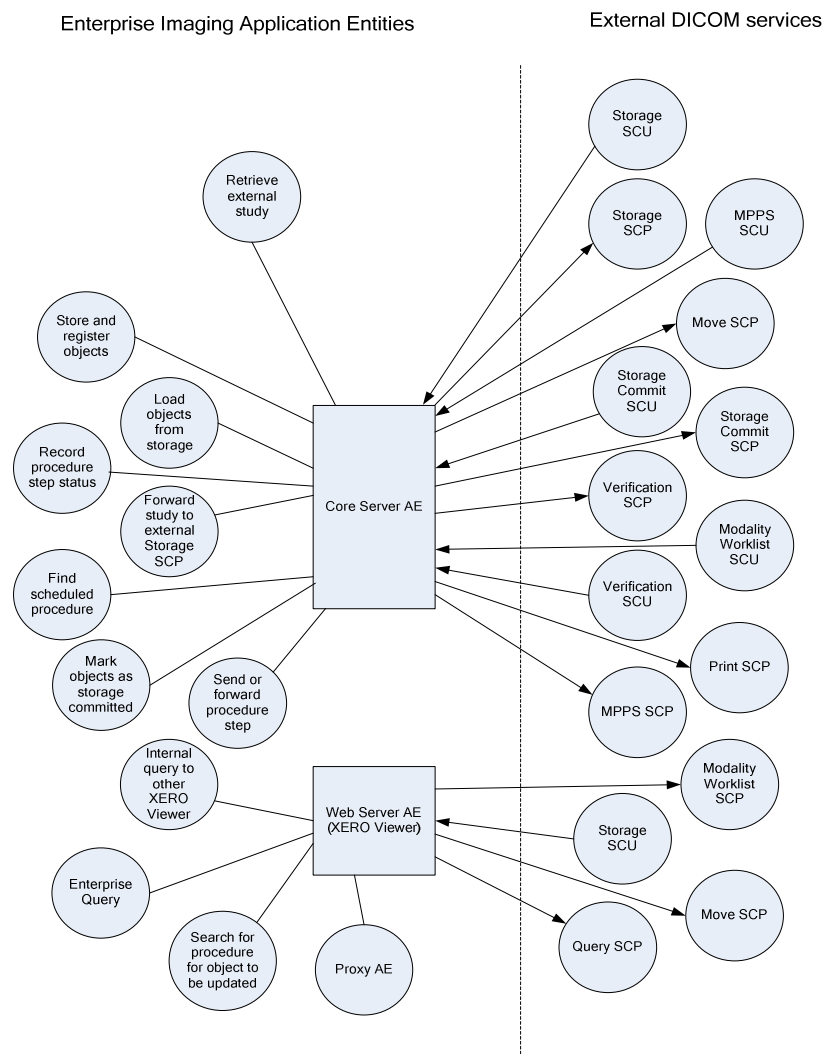 Enterprise Imaging Application Entities
External DICOM services
Storage
SCU
Retrieve
external
study
Storage
SCP
MPPS
SCU
Store and
register
objects
Move SCP
Load
objects
from
storage
Storage
Commit
SCU
Storage
Commit
SCP
Record
procedure
step status
Forward
study to
external
Storage
SCP
Core Server AE
Verification
SCP
Modality
Worklist
SCU
Find
scheduled
procedure
Verification
SCU
Mark
objects as
storage
committed
Send or
forward
procedure
step
Print SCP
MPPS SCP
Internal
query to
other
XERO
Viewer
Web Server AE
(XERO Viewer)
Modality
Worklist
SCP
Storage
SCU
Enterprise
Query
Move SCP
Search for
procedure
for object to
be updated
Proxy AE
Query SCP